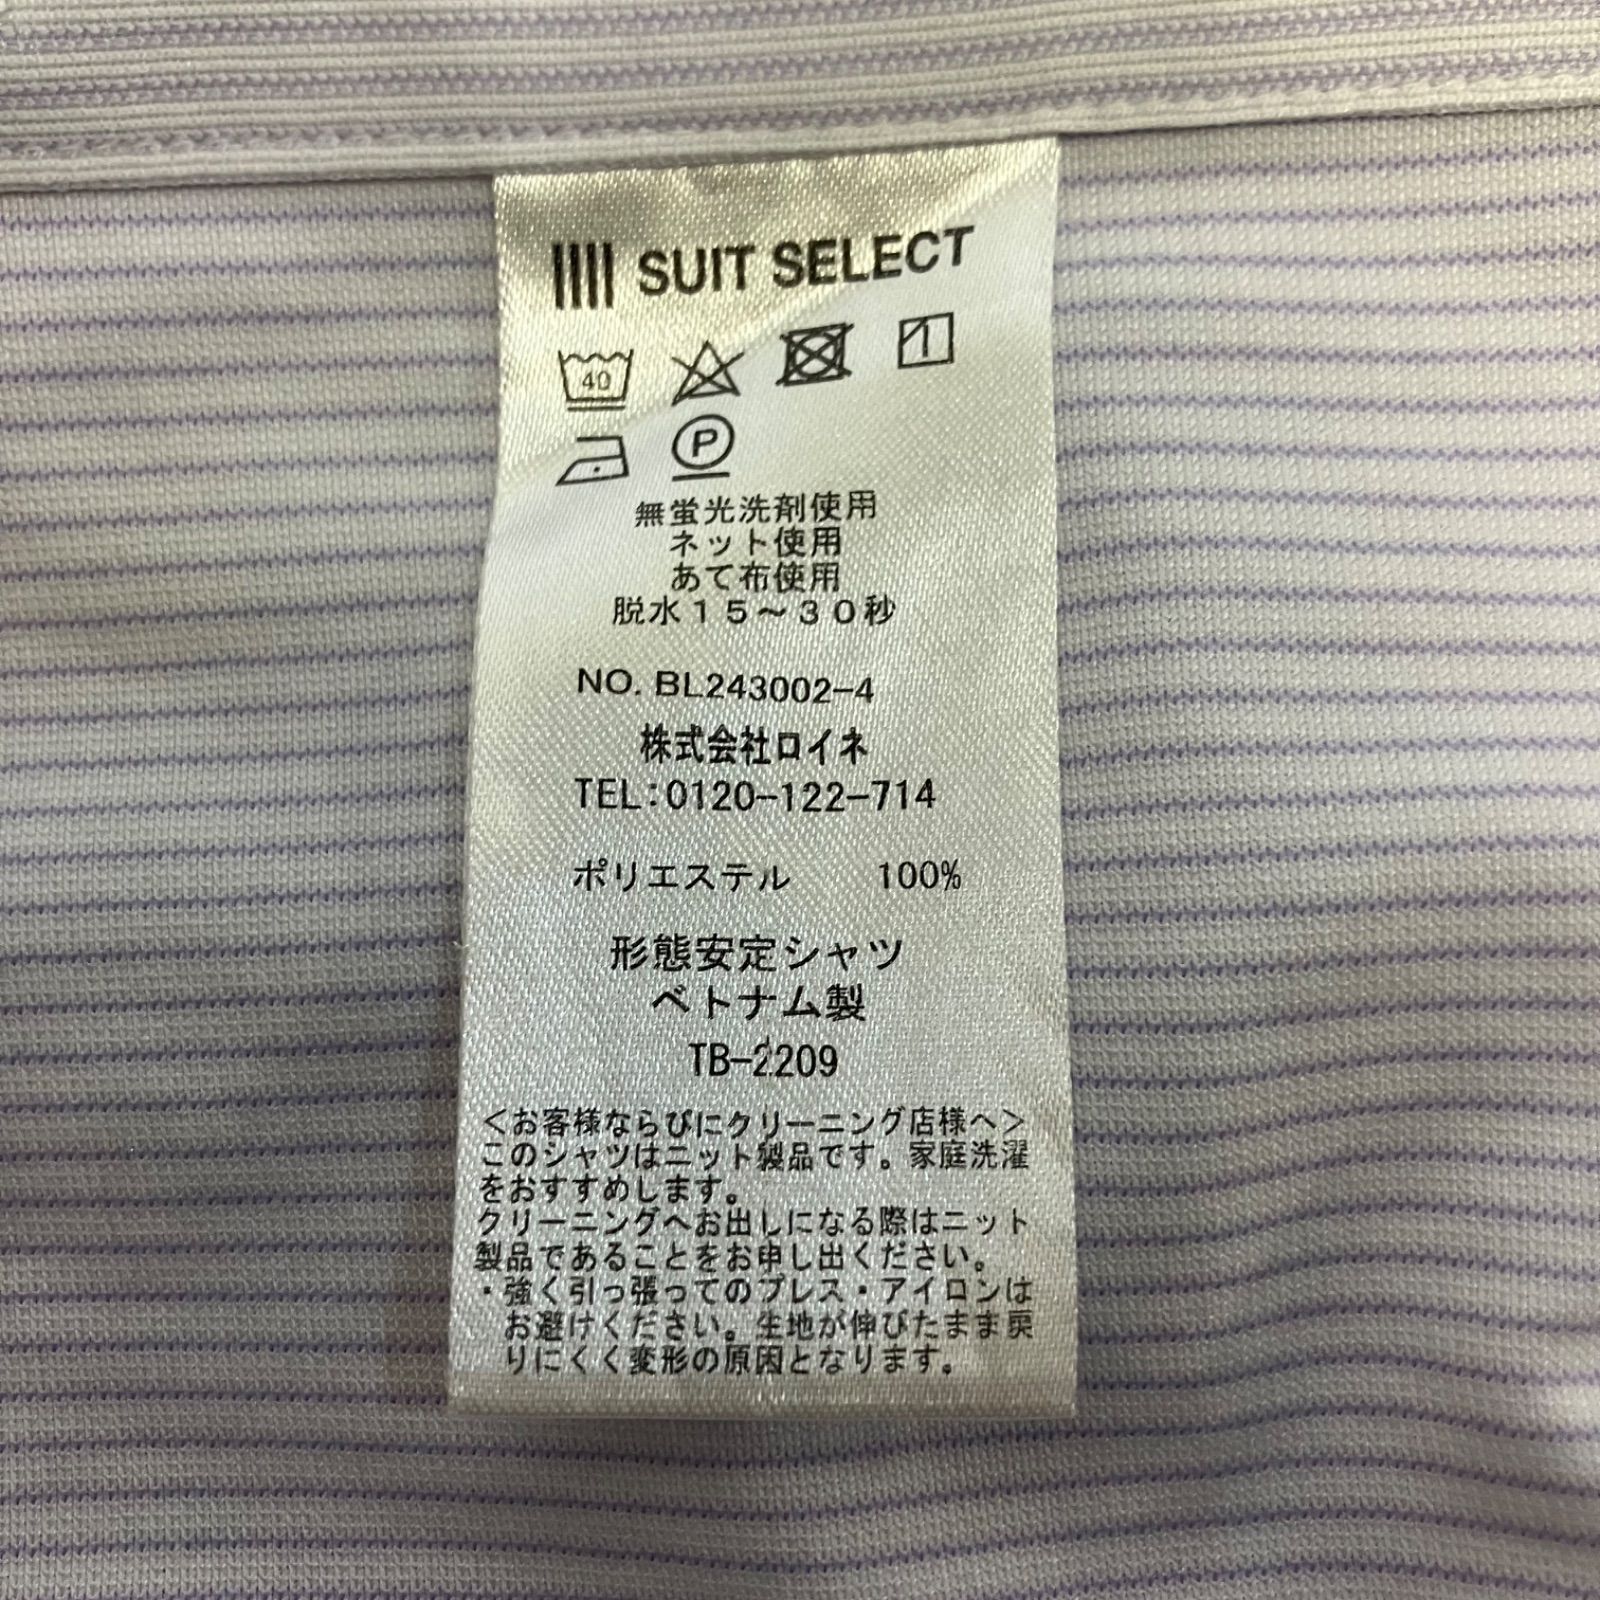 SUIT SELECT
40
P
無蛍光洗剤使用
ネット使用
あて布使用
脱水15～30秒
NO. BL243002-4
株式会社ロイネ
TEL:0120-122-714
ポリエステル 100%
形態安定シャツ
ベトナム製
TB-2209
＜お客様ならびにクリーニング店様へ＞
このシャツはニット製品です。家庭洗濯
をおすすめします。
クリーニングへお出しになる際はニット
製品であることをお申し出ください。
・強く引っ張ってのプレス・アイロンは
お避けください。生地が伸びたまま戻
りにくく変形の原因となります。